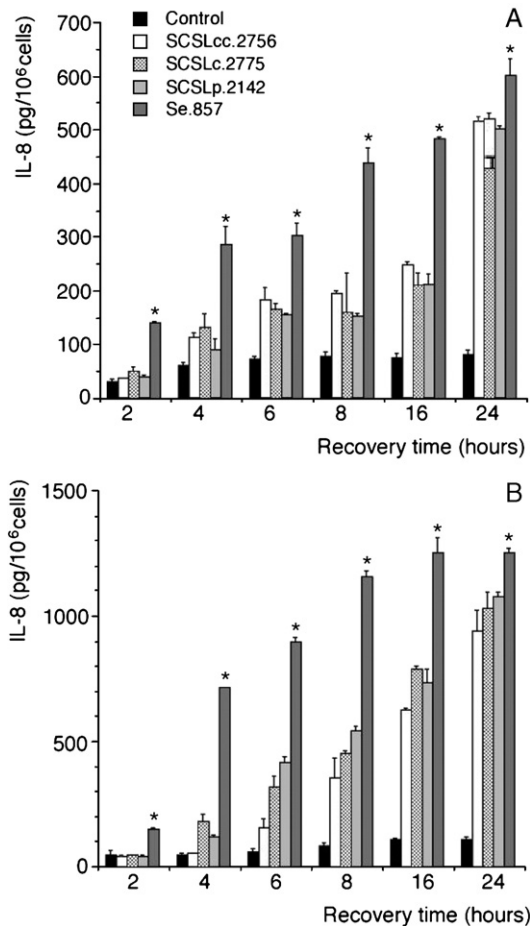 A
Control
SCSLcc.2756
SCSLc.2775
SCSLp.2142
Se.857
IL-8 (pg/10⁶cells)
700
600
500
400
300
200
100
0
* * * * * *
2 4 6 8 16 24
Recovery time (hours)
B
IL-8 (pg/10⁶cells)
1500
1000
500
0
* * * * * *
2 4 6 8 16 24
Recovery time (hours)